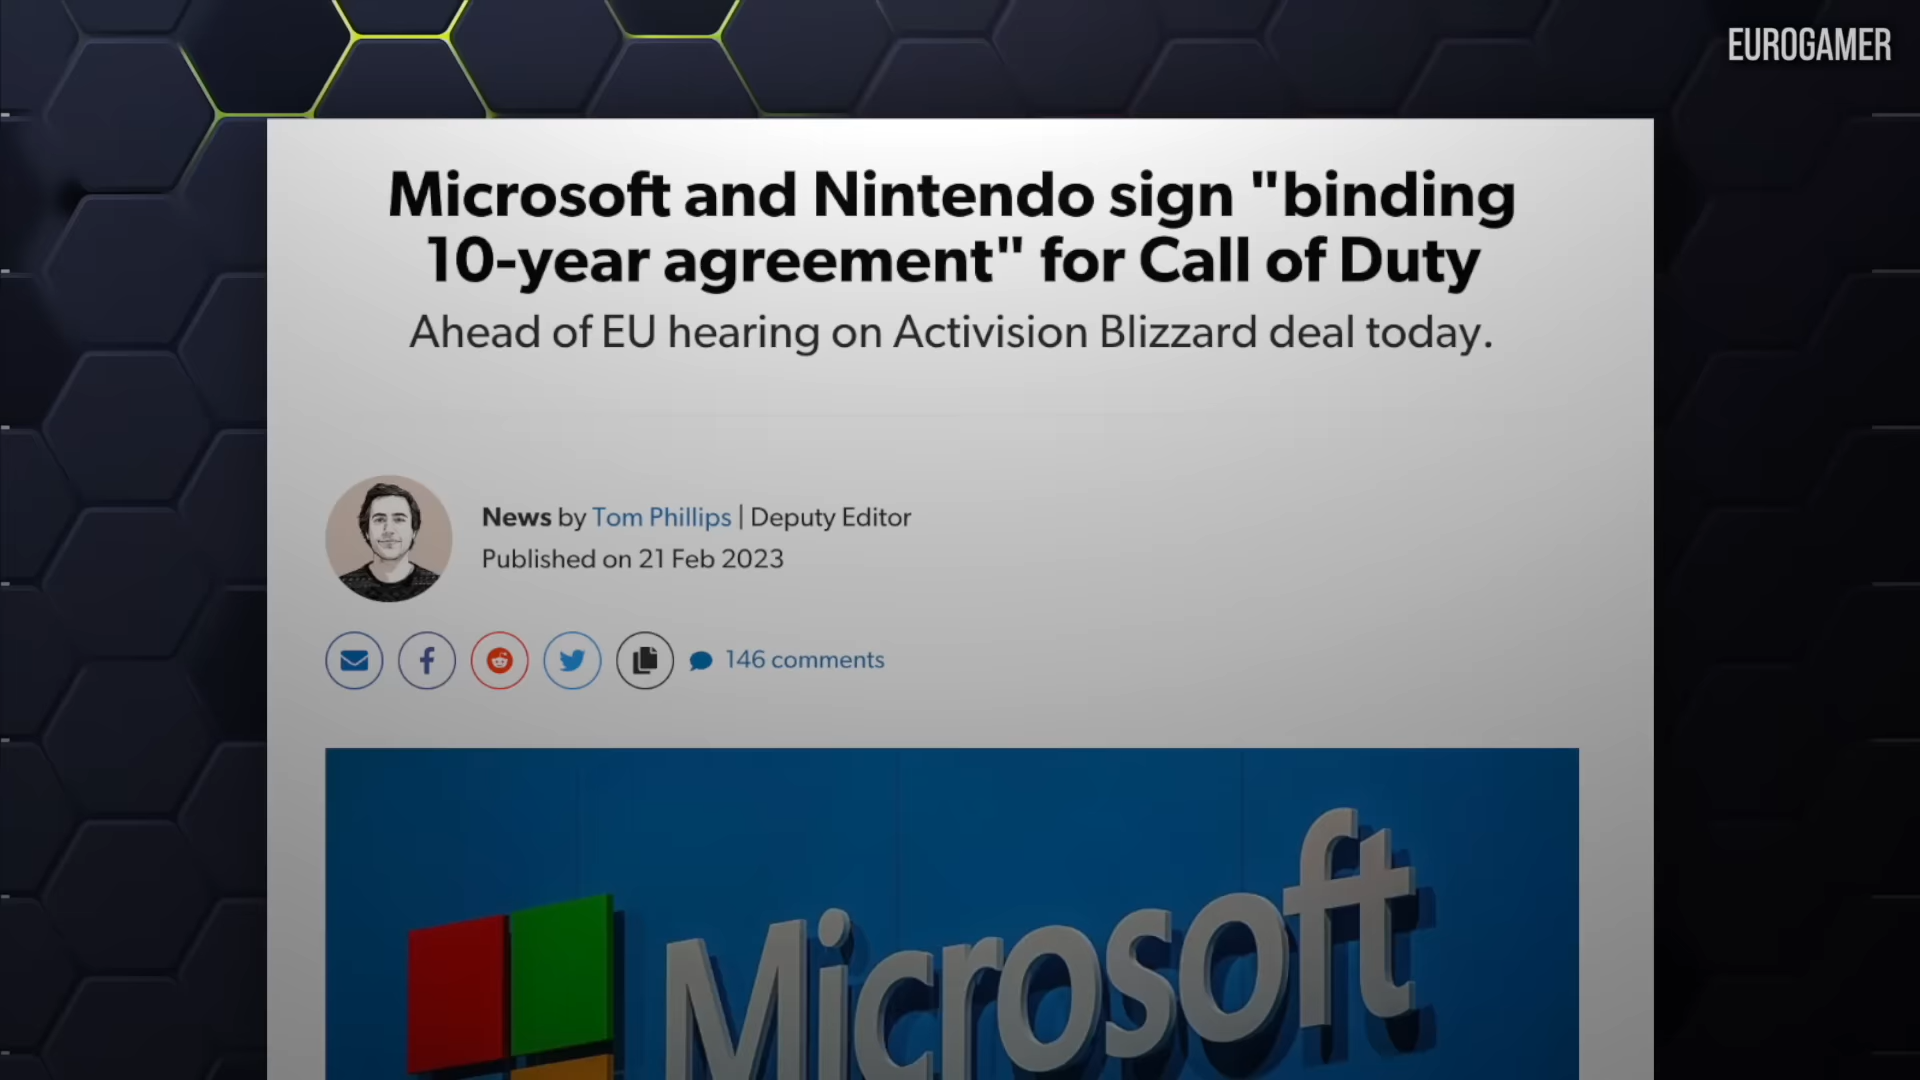 EUROGAMER
Microsoft and Nintendo sign "binding
10-year agreement" for Call of Duty
Ahead of EU hearing on Activision Blizzard deal today.
News by Tom Phillips | Deputy Editor
Published on 21 Feb 2023
146 comments
Microsoft